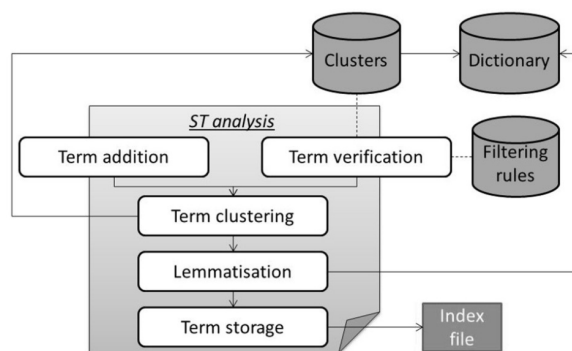 Clusters
Dictionary
ST analysis
Term addition
Term verification
Filtering
rules
Term clustering
Lemmatisation
Term storage
Index
file